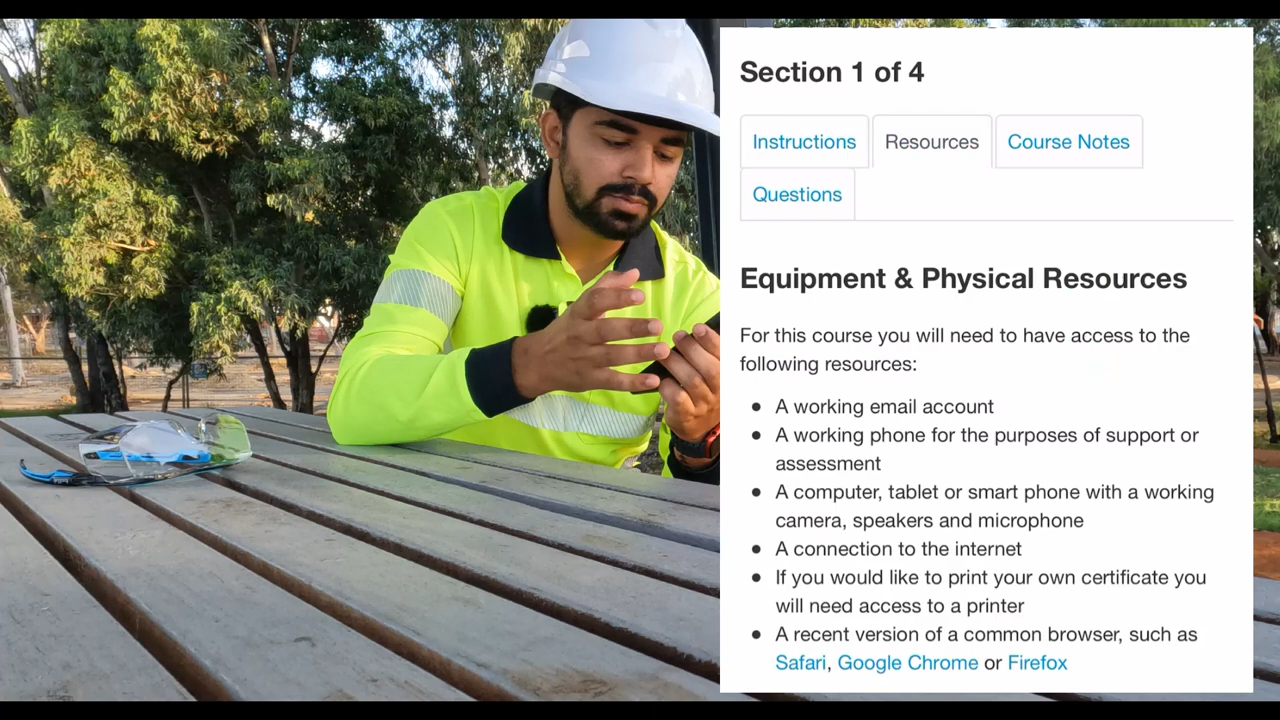 Section 1 of 4
Instructions
Resources
Course Notes
Questions
Equipment & Physical Resources
For this course you will need to have access to the
following resources:
● A working email account
● A working phone for the purposes of support or
assessment
● A computer, tablet or smart phone with a working
camera, speakers and microphone
● A connection to the internet
● If you would like to print your own certificate you
will need access to a printer
● A recent version of a common browser, such as
Safari, Google Chrome or Firefox